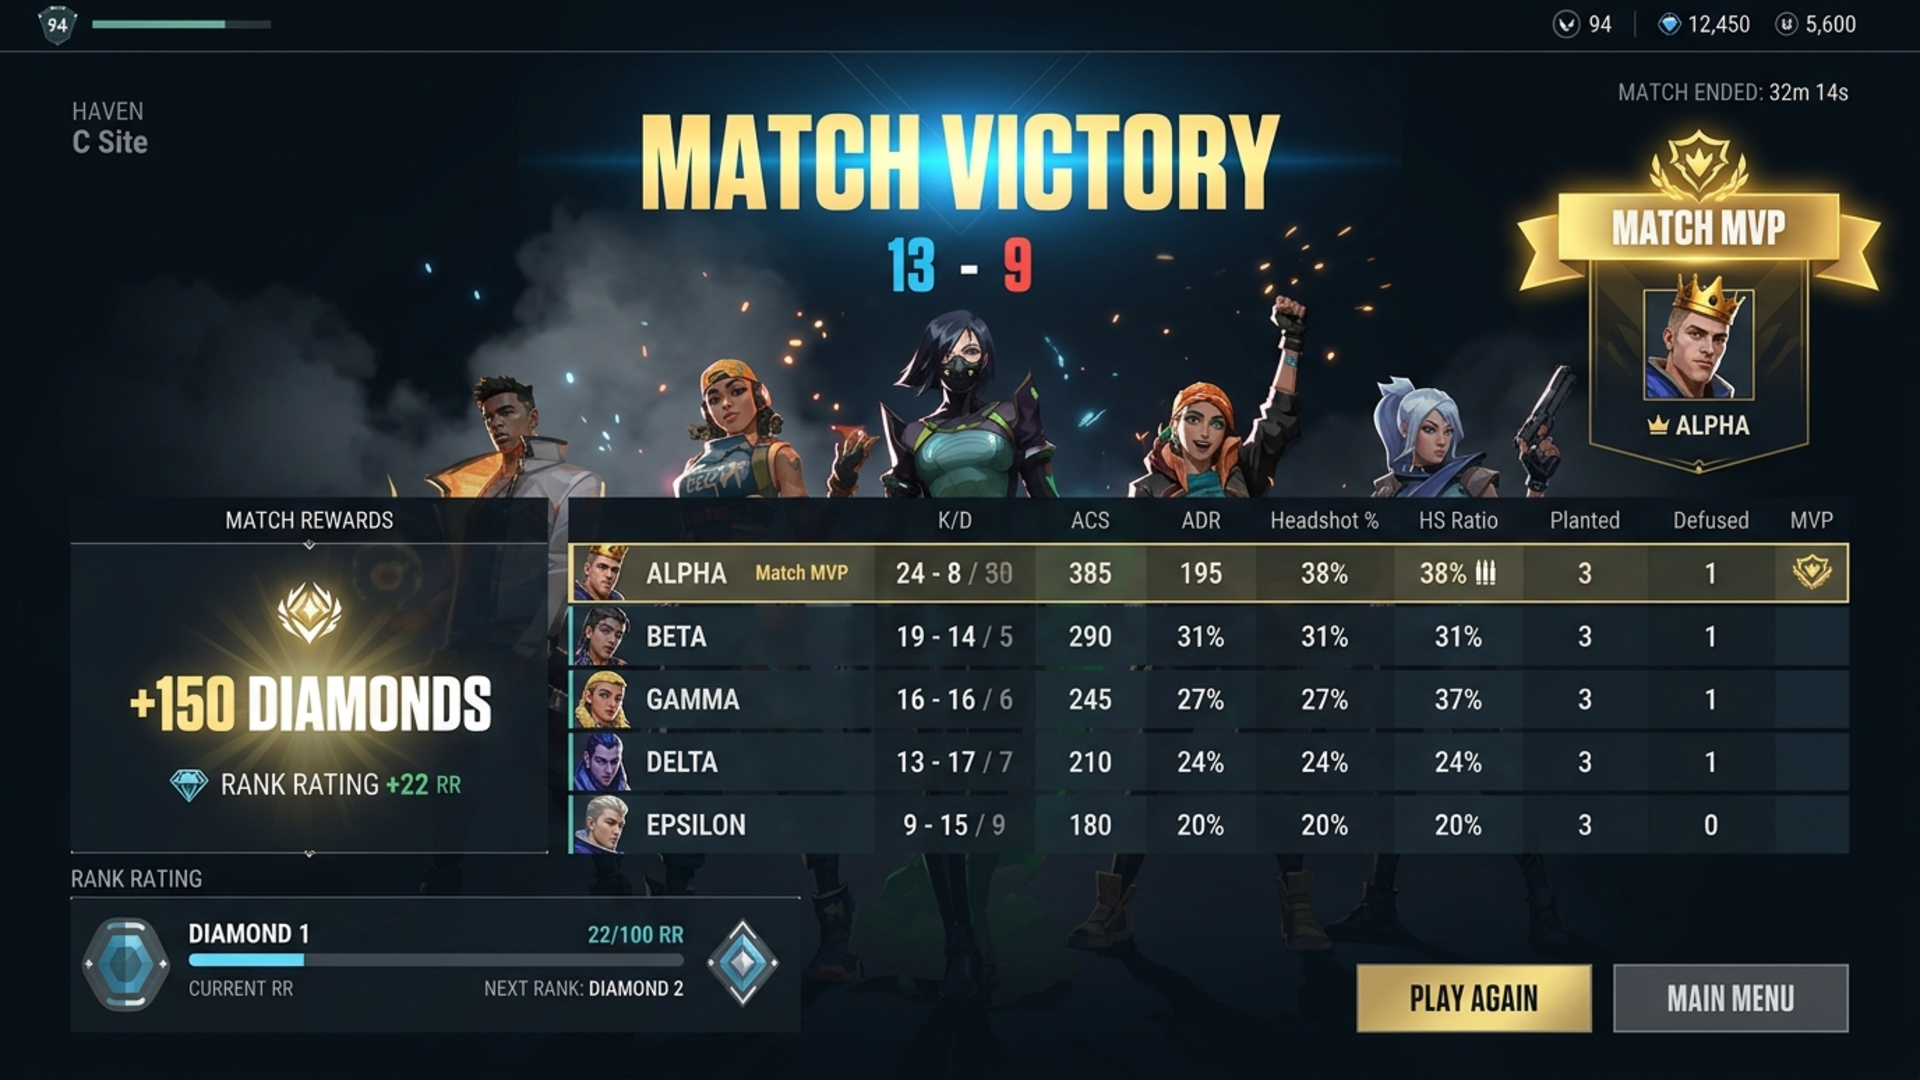 94
94
12,450
5,600
HAVEN
C Site
MATCH ENDED: 32m 14s
MATCH VICTORY
13 - 9
MATCH MVP
ALPHA
MATCH REWARDS
+150 DIAMONDS
RANK RATING +22 RR
K/D ACS ADR Headshot % HS Ratio Planted Defused MVP
ALPHA Match MVP 24 - 8 / 30 385 195 38% 38% 3 1
BETA 19 - 14 / 5 290 31% 31% 31% 3 1
GAMMA 16 - 16 / 6 245 27% 27% 37% 3 1
DELTA 13 - 17 / 7 210 24% 24% 24% 3 1
EPSILON 9 - 15 / 9 180 20% 20% 20% 3 0
RANK RATING
DIAMOND 1 22/100 RR
CURRENT RR NEXT RANK: DIAMOND 2
PLAY AGAIN
MAIN MENU